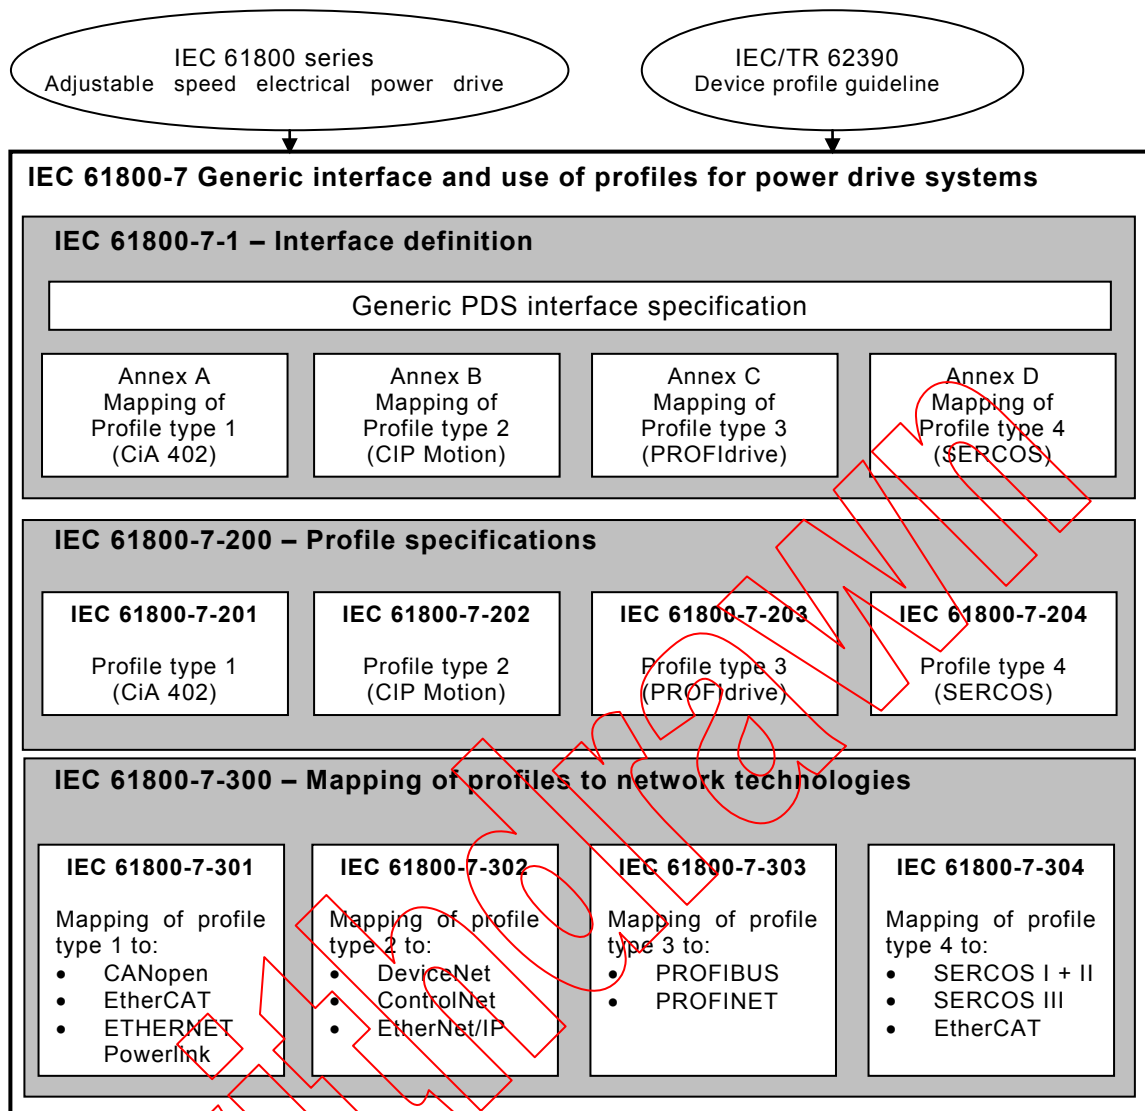 IEC 61800 series
Adjustable speed electrical power drive
IEC/TR 62390
Device profile guideline
IEC 61800-7 Generic interface and use of profiles for power drive systems
IEC 61800-7-1 – Interface definition
Generic PDS interface specification
Annex A
Mapping of
Profile type 1
(CiA 402)
Annex B
Mapping of
Profile type 2
(CIP Motion)
Annex C
Mapping of
Profile type 3
(PROFIdrive)
Annex D
Mapping of
Profile type 4
(SERCOS)
IEC 61800-7-200 – Profile specifications
IEC 61800-7-201
Profile type 1
(CiA 402)
IEC 61800-7-202
Profile type 2
(CIP Motion)
IEC 61800-7-203
Profile type 3
(PROFIdrive)
IEC 61800-7-204
Profile type 4
(SERCOS)
IEC 61800-7-300 – Mapping of profiles to network technologies
IEC 61800-7-301
Mapping of profile
type 1 to:
• CANopen
• EtherCAT
• ETHERNET
Powerlink
IEC 61800-7-302
Mapping of profile
type 2 to:
• DeviceNet
• ControlNet
• EtherNet/IP
IEC 61800-7-303
Mapping of profile
type 3 to:
• PROFIBUS
• PROFINET
IEC 61800-7-304
Mapping of profile
type 4 to:
• SERCOS I + II
• SERCOS III
• EtherCAT
thdrawn